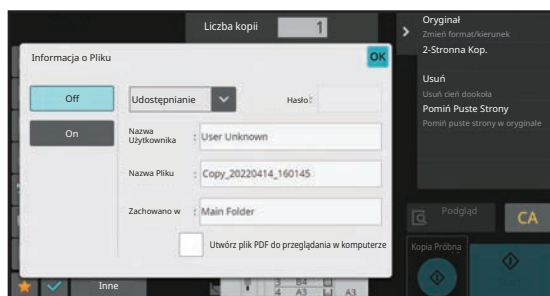 Liczba kopii 1
Informacja o Pliku
OK
Off
Udostępnianie
Hasło:
On
Nazwa
Użytkownika
: User Unknown
Nazwa Pliku
: Copy_20220414_160145
Zachowano w
: Main Folder
Utwórz plik PDF do przeglądania w komputerze
Inne
3 B4
4 A3
A3
Oryginał
Zmień format/kierunek
2-Stronna Kop.
Usuń
Usuń cień dookoła
Pomiń Puste Strony
Pomiń puste strony w oryginale
Podgląd
CA
Kopia Próbna